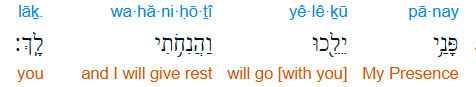 lāḵ. wa·hă·ni·ḥō·ṯî yê·lê·ḵū pā·nay
פָּנַ֥י יֵלֵ֖כוּ וַהֲנִחֹ֥תִי לָֽךְ׃
you and I will give rest will go [with you] My Presence